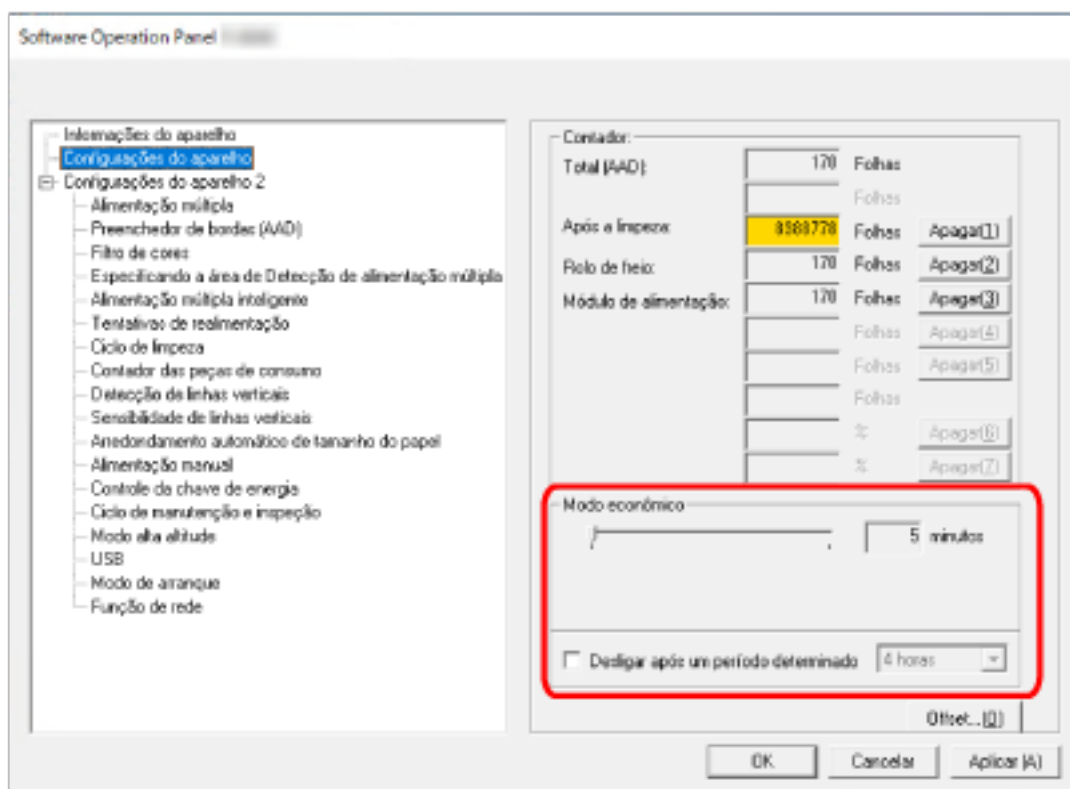 Software Operation Panel
Informações do aparelho
Configurações do aparelho
Configurações do aparelho 2
Alimentação múltipla
Preenchedor de bordas (AAD)
Filtro de cores
Especificando a área de Detecção de alimentação múltipla
Alimentação múltipla inteligente
Tentativas de realimentação
Ciclo de limpeza
Contador das peças de consumo
Detecção de linhas verticais
Sensibilidade de linhas verticais
Arredondamento automático de tamanho do papel
Alimentação manual
Controle da chave de energia
Ciclo de manutenção e inspeção
Modo alta altitude
USB
Modo de arranque
Função de rede
Contador:
Total (AAD): 170 Folhas
Folhas
Após a limpeza: Folhas Apagar(1)
Rolo de freio: 170 Folhas Apagar(2)
Módulo de alimentação: 170 Folhas Apagar(3)
Folhas Apagar(4)
Folhas Apagar(5)
Folhas
% Apagar(6)
% Apagar(7)
Modo econômico
5 minutos
Desligar após um período determinado 4 horas
Offset...(O)
OK Cancelar Aplicar (A)